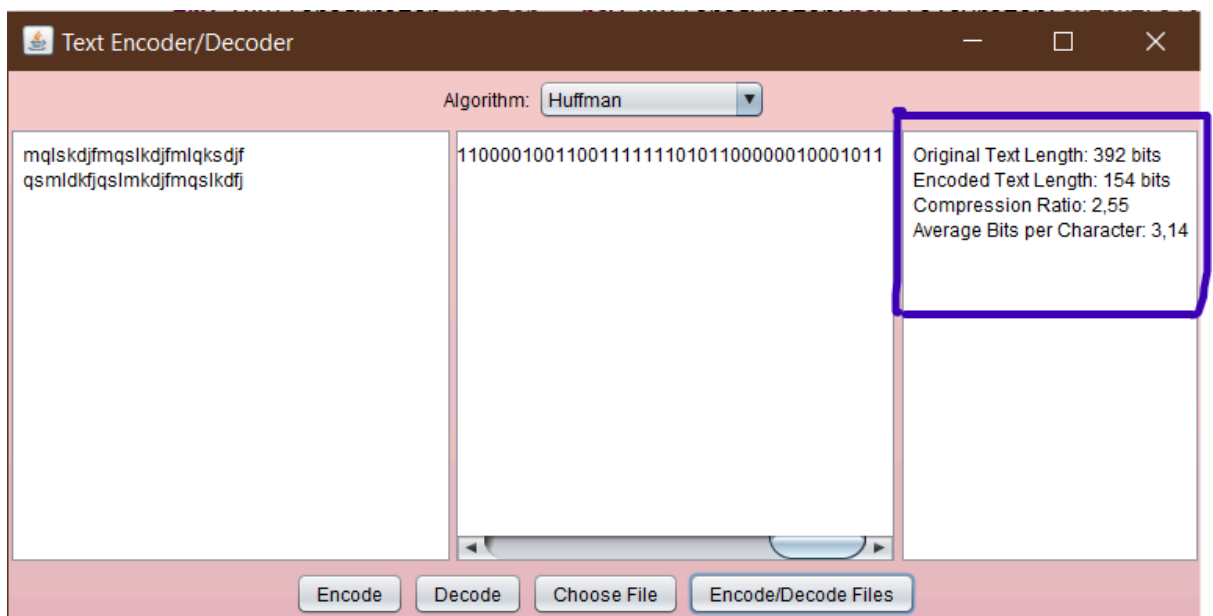 Text Encoder/Decoder
Algorithm: Huffman
mqlskdjfmqslkdjfmlqksdjf
qsmldkfjqslmkdjfmqslkdfj
1100001001100111111110101100000010001011
Original Text Length: 392 bits
Encoded Text Length: 154 bits
Compression Ratio: 2,55
Average Bits per Character: 3,14
Encode
Decode
Choose File
Encode/Decode Files